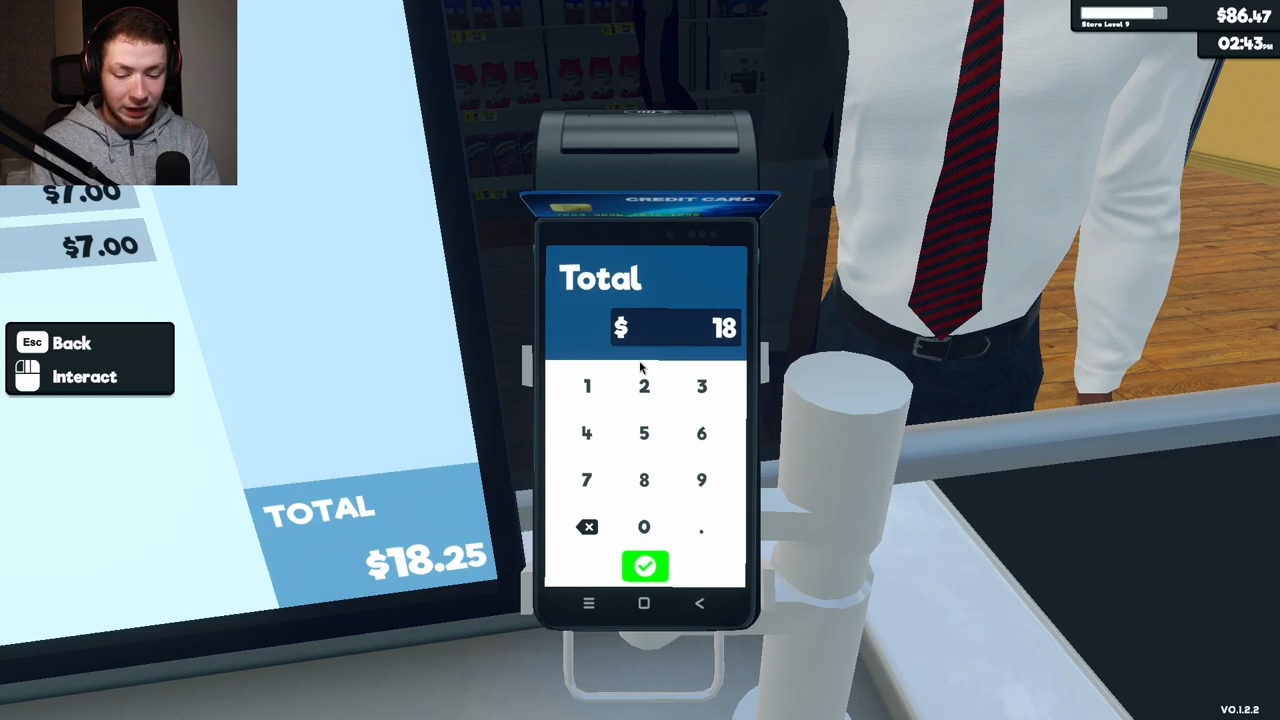 $86.47
Store Level 9
02:43PM
$7.00
$7.00
CREDIT CARD
Total
$ 18
Esc Back
Interact
1 2 3
4 5 6
7 8 9
0 .
TOTAL
$18.25
V0.1.2.2